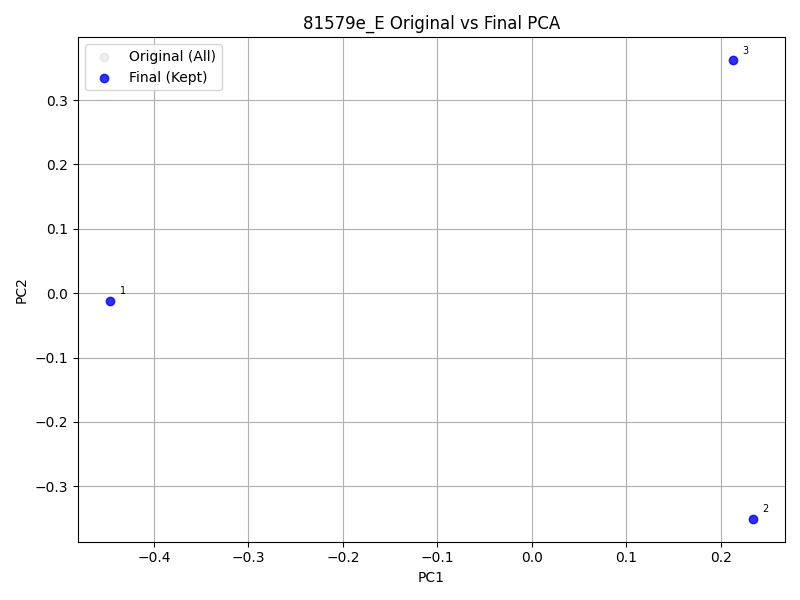 81579e_E Original vs Final PCA
Original (All)
Final (Kept)
3
1
2
0.3
0.2
0.1
0.0
−0.1
−0.2
−0.3
PC2
−0.4 −0.3 −0.2 −0.1 0.0 0.1 0.2
PC1